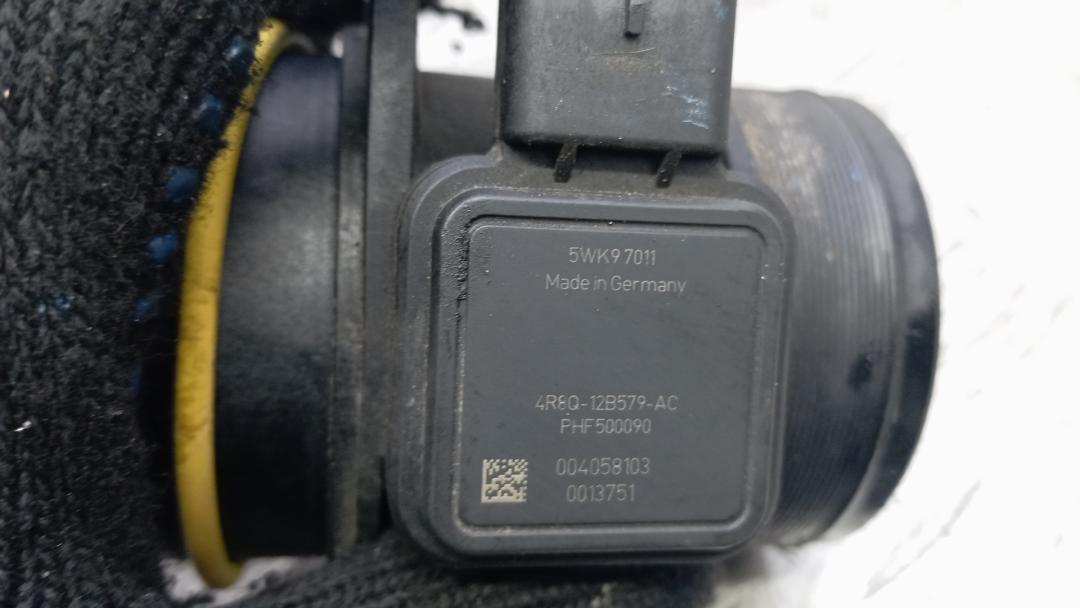 5WK9 7011
Made in Germany
4R8Q-12B579-AC
PHF500090
004058103
0013751